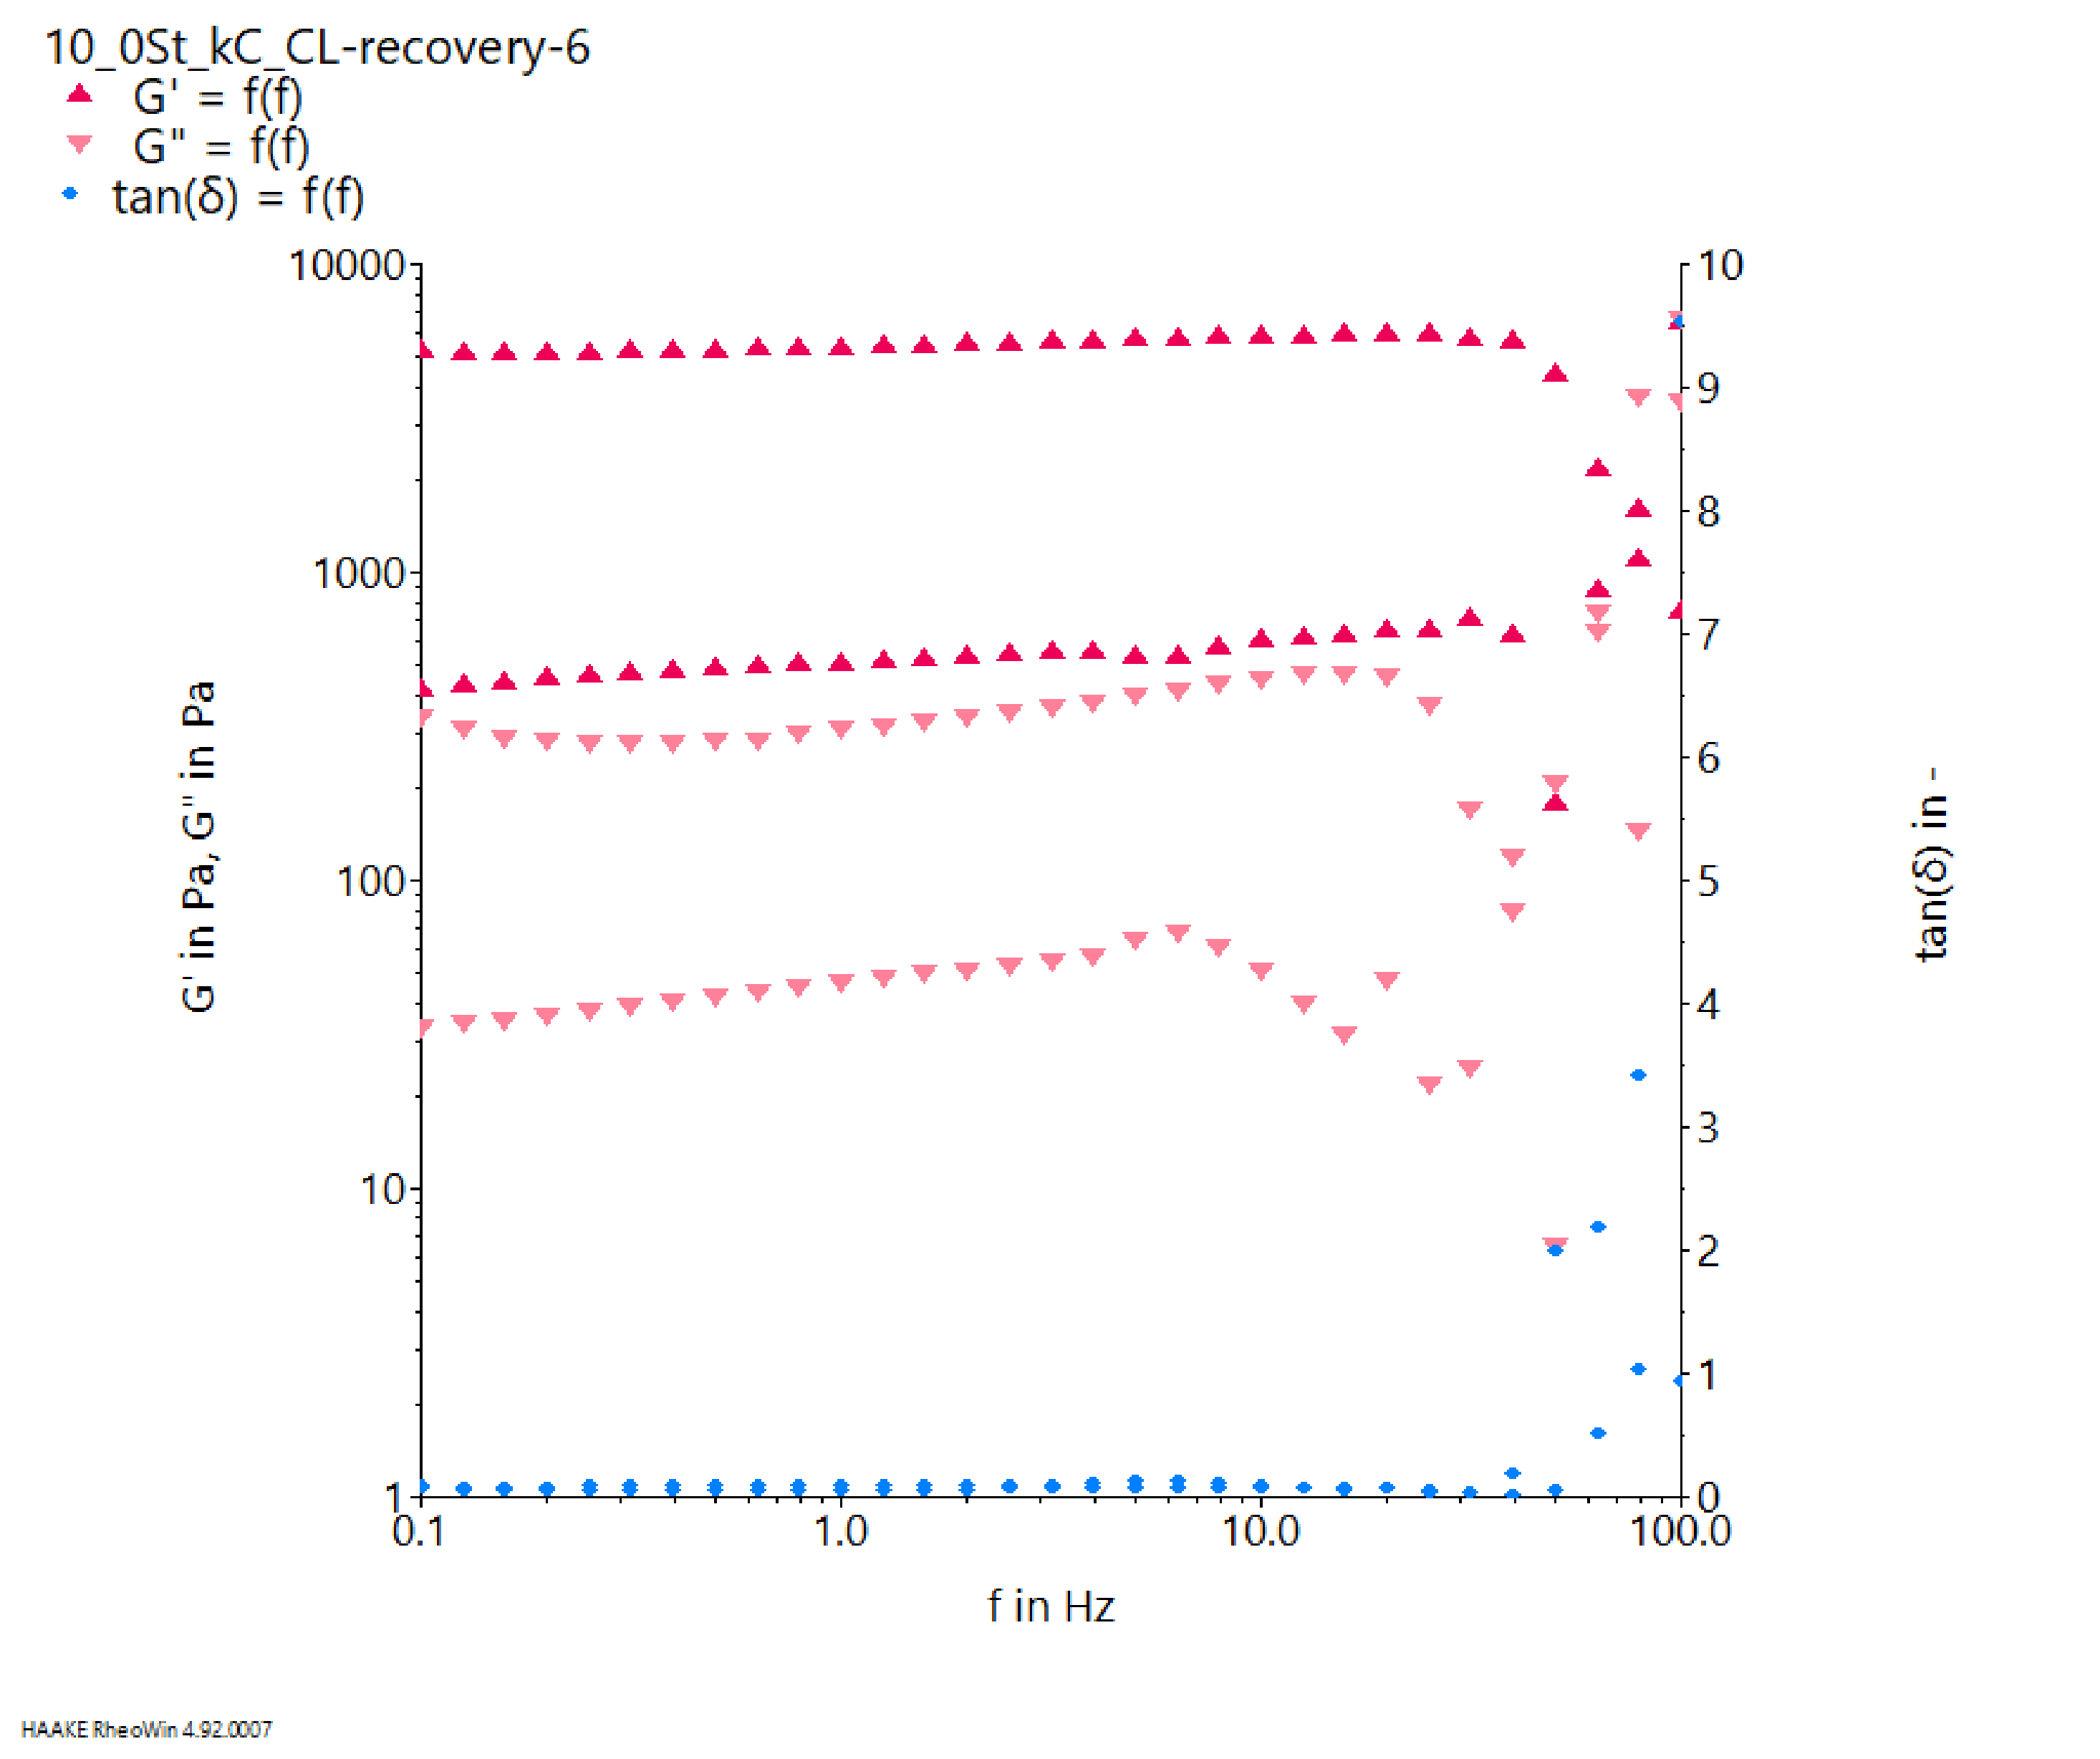 10_0St_kC_CL-recovery-6
G' = f(f)
G" = f(f)
tan(δ) = f(f)
10000
1000
100
10
1
G' in Pa, G" in Pa
10
9
8
7
6
5
4
3
2
1
0
tan(δ) in -
0.1
1.0
10.0
100.0
f in Hz
HAAKE RheoWin 4.92.0007